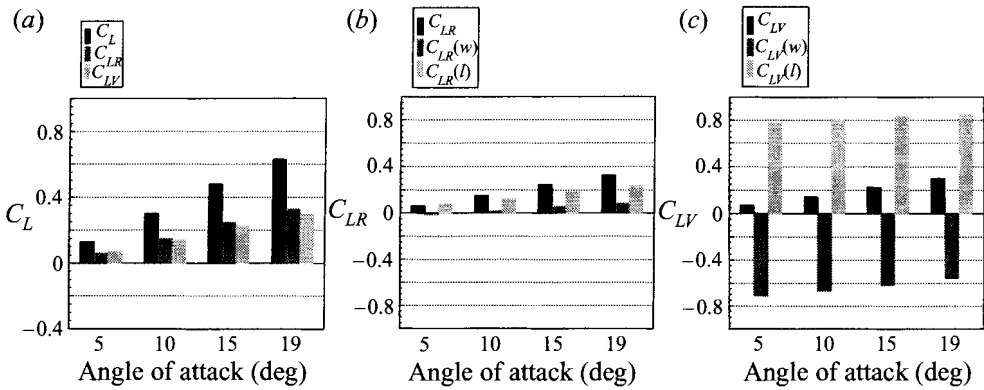 (a)
C_L
C_LR
C_LV
0.8
0.4
0
-0.4
C_L
5 10 15 19
Angle of attack (deg)
(b)
C_LR
C_LR(w)
C_LR(l)
0.8
0.4
0
-0.4
-0.8
C_LR
5 10 15 19
Angle of attack (deg)
(c)
C_LV
C_LV(w)
C_LV(l)
0.8
0.4
0
-0.4
-0.8
C_LV
5 10 15 19
Angle of attack (deg)